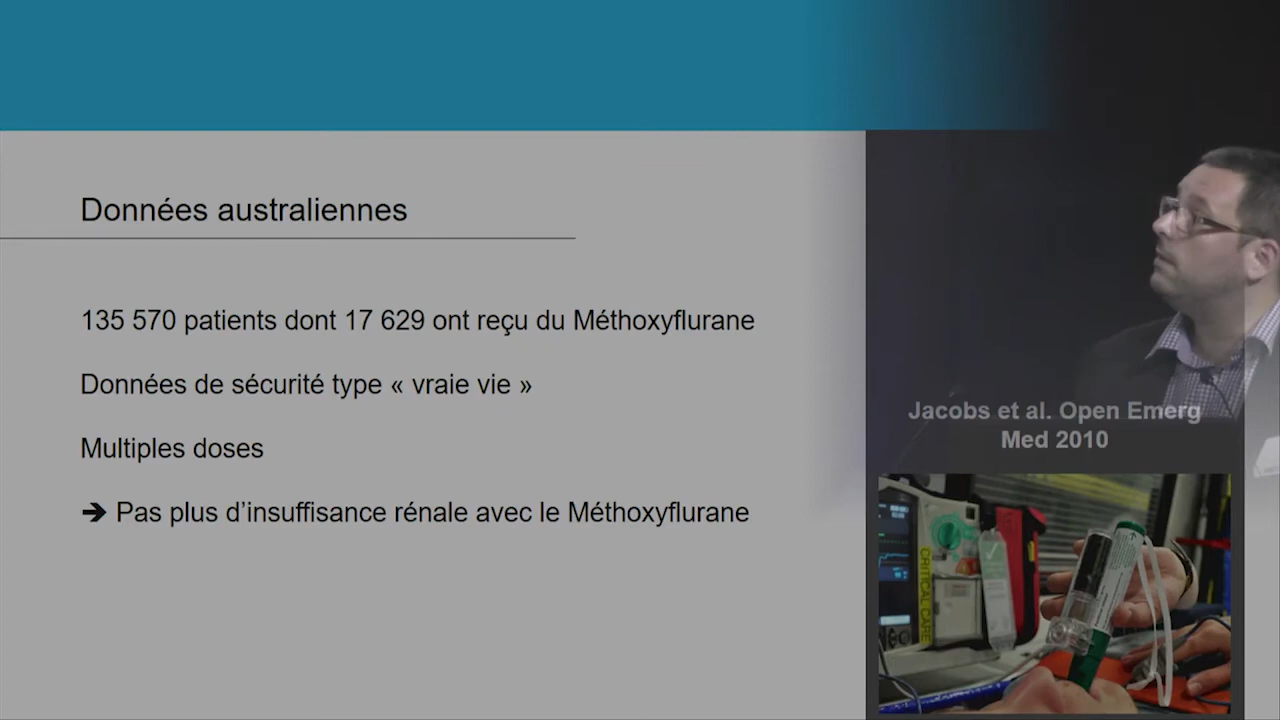 Données australiennes
135 570 patients dont 17 629 ont reçu du Méthoxyflurane
Données de sécurité type « vraie vie »
Multiples doses
➔ Pas plus d’insuffisance rénale avec le Méthoxyflurane
Jacobs et al. Open Emerg
Med 2010
CRITICAL CARE